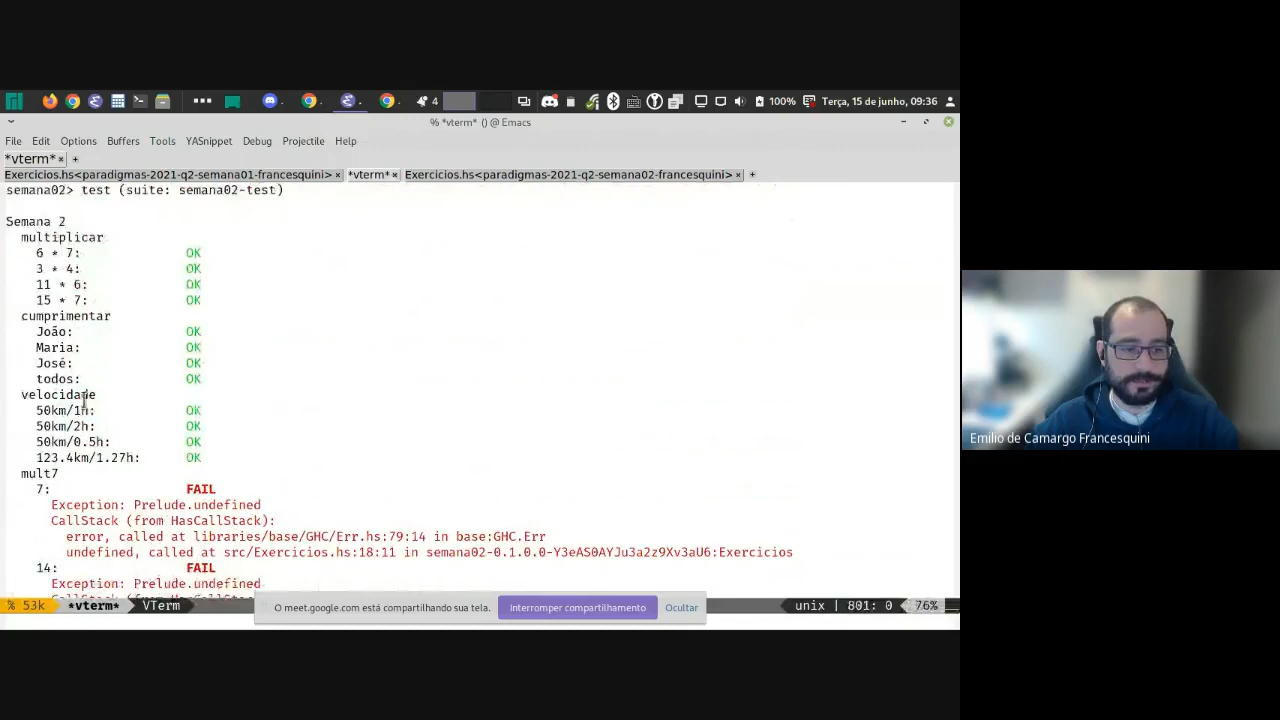 4
100%
Terça, 15 de junho, 09:36
% *vterm* () @ Emacs
File Edit Options Buffers Tools YASnippet Debug Projectile Help
*vterm* × +
Exercicios.hs<paradigmas-2021-q2-semana01-francesquini> × *vterm* × Exercicios.hs<paradigmas-2021-q2-semana02-francesquini> × +
semana02> test (suite: semana02-test)
Semana 2
multiplicar
6 * 7: OK
3 * 4: OK
11 * 6: OK
15 * 7: OK
cumprimentar
João: OK
Maria: OK
José: OK
todos: OK
velocidade
50km/1h: OK
50km/2h: OK
50km/0.5h: OK
123.4km/1.27h: OK
mult7
7: FAIL
Exception: Prelude.undefined
CallStack (from HasCallStack):
error, called at libraries/base/GHC/Err.hs:79:14 in base:GHC.Err
undefined, called at src/Exercicios.hs:18:11 in semana02-0.1.0.0-Y3eAS0AYJu3a2z9Xv3aU6:Exercicios
14: FAIL
Exception: Prelude.undefined
% 53k *vterm* VTerm
unix | 801: 0 76%
O meet.google.com está compartilhando sua tela. Interromper compartilhamento Ocultar
Emilio de Camargo Francesquini